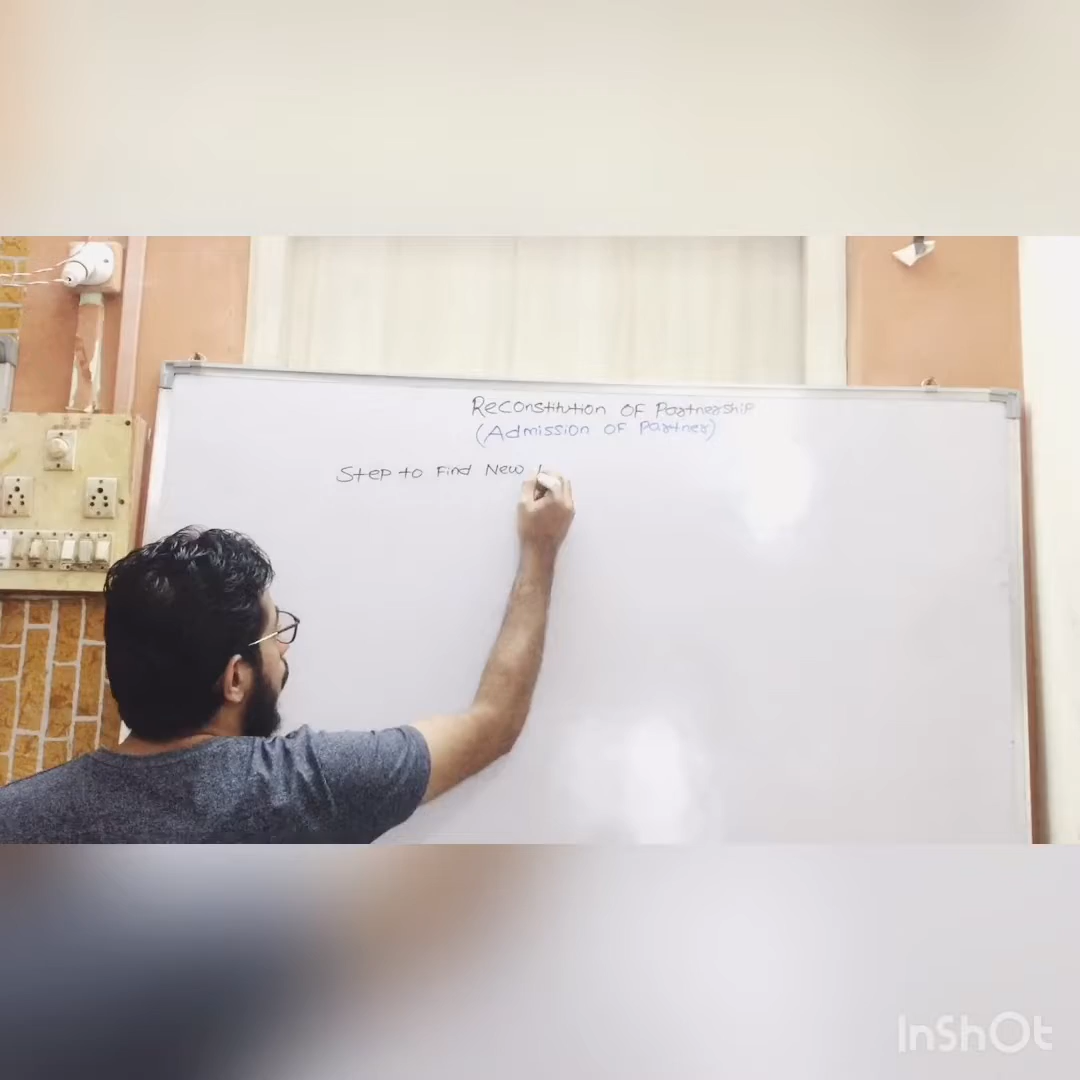 Reconstitution of Partnership
(Admission of Partner)
Step to Find New
InShOt